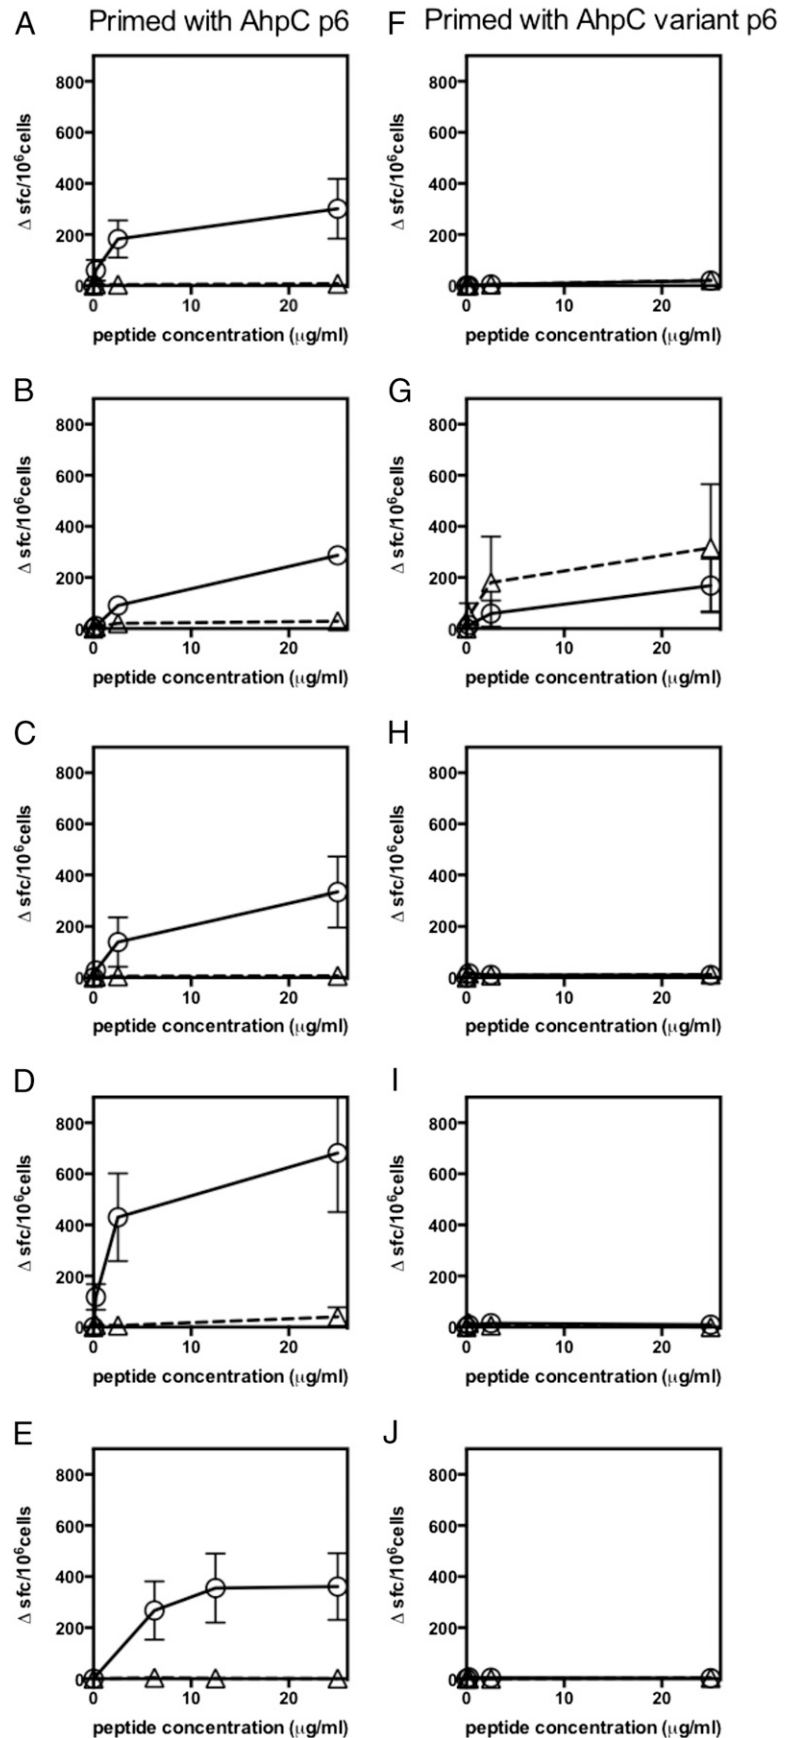 A Primed with AhpC p6 F Primed with AhpC variant p6
800 800
600 600
400 400
200 200
0 0
0 10 20 0 10 20
Δ sfc/10⁶cells Δ sfc/10⁶cells
peptide concentration (μg/ml) peptide concentration (μg/ml)
B G
800 800
600 600
400 400
200 200
0 0
0 10 20 0 10 20
Δ sfc/10⁶cells Δ sfc/10⁶cells
peptide concentration (μg/ml) peptide concentration (μg/ml)
C H
800 800
600 600
400 400
200 200
0 0
0 10 20 0 10 20
Δ sfc/10⁶cells Δ sfc/10⁶cells
peptide concentration (μg/ml) peptide concentration (μg/ml)
D I
800 800
600 600
400 400
200 200
0 0
0 10 20 0 10 20
Δ sfc/10⁶cells Δ sfc/10⁶cells
peptide concentration (μg/ml) peptide concentration (μg/ml)
E J
800 800
600 600
400 400
200 200
0 0
0 10 20 0 10 20
Δ sfc/10⁶cells Δ sfc/10⁶cells
peptide concentration (μg/ml) peptide concentration (μg/ml)